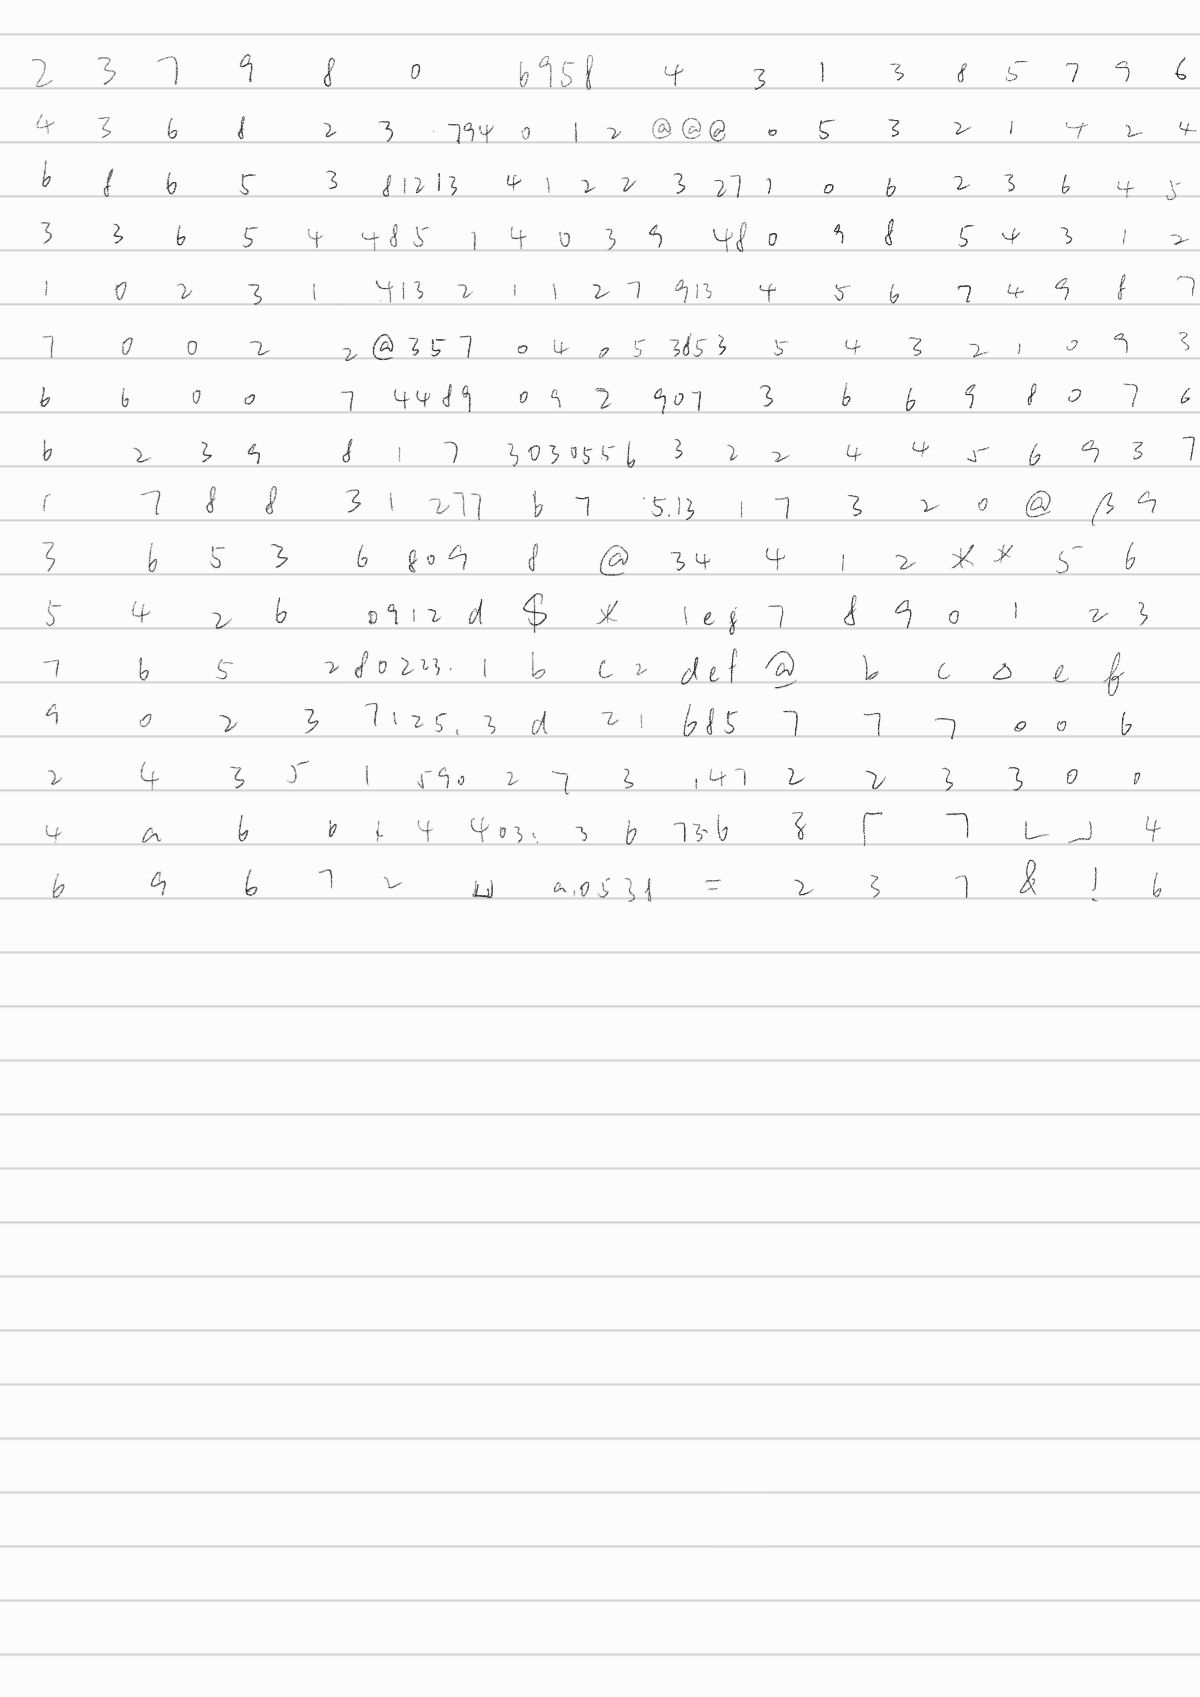 2 3 7 9 8 0 6958 4 3 1 3 8 5 7 9 6
4 3 6 8 2 3 794 0 1 2 @@@ 0 5 3 2 1 4 2 4
6 8 6 5 3 81213 4 1 2 2 3 27 1 0 6 2 3 6 4 5
3 3 6 5 4 485 1 4 0 3 9 480 9 8 5 4 3 1 2
1 0 2 3 1 413 2 1 1 2 7 913 4 5 6 7 4 9 8 7
7 0 0 2 2 @ 357 0 4 0 5 3853 5 4 3 2 1 0 9 3
6 6 0 0 7 4489 0 9 2 907 3 6 6 9 8 0 7 6
6 2 3 9 8 1 7 3030556 3 2 2 4 4 5 6 9 3 7
1 7 8 8 3 1 277 6 7 5.13 1 7 3 2 0 @ β 9
3 6 5 3 6 809 8 @ 34 4 1 2 * * 5 6
5 4 2 6 0912 d $ * 1 e g 7 8 9 0 1 2 3
7 6 5 280223. 1 b c 2 def @ b c D e f
9 0 2 3 7125.3 d 2 1 685 7 7 7 0 0 6
2 4 3 5 1 590 2 7 3 .147 2 2 3 3 0 0
4 a 6 6 + 4 403: 3 6 73.6 8 ┌ ┐ └ ┘ 4
6 9 6 7 2 a.0538 = 2 3 7 & ! 6